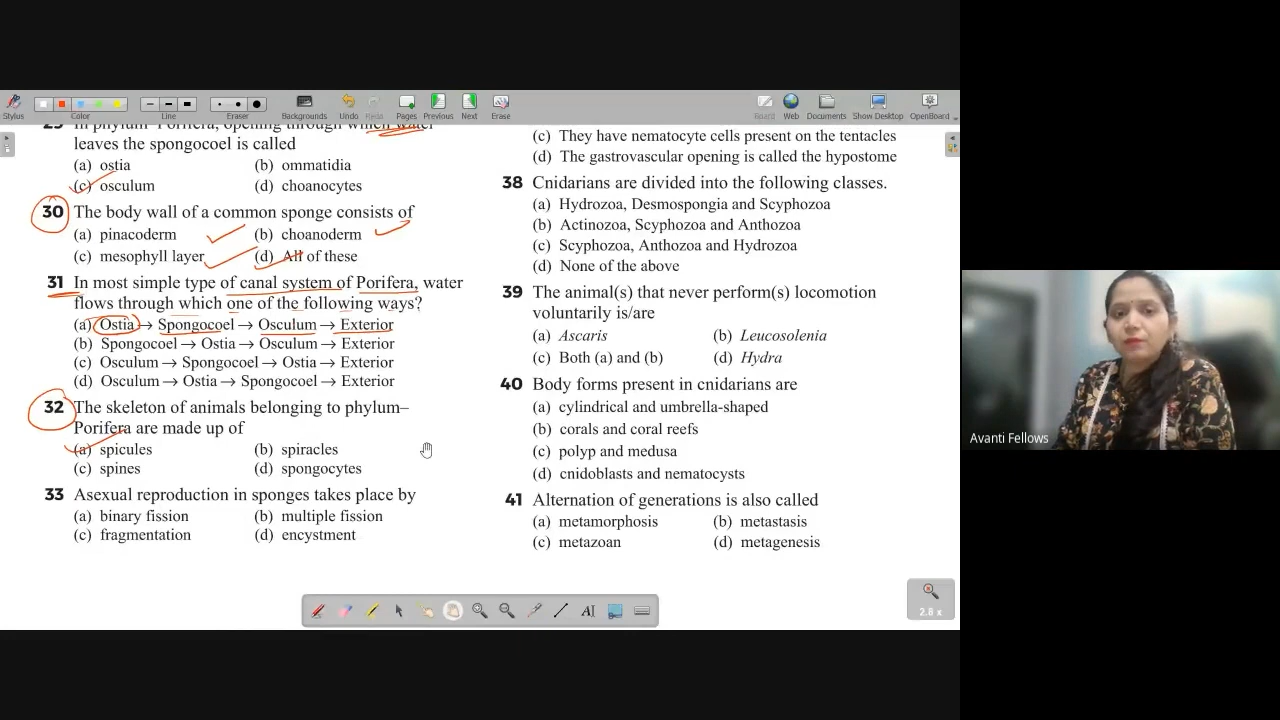 Stylus
Color
Line
Eraser
Backgrounds
Undo
Redo
Pages
Previous
Next
Erase
Board
Web
Documents
Show Desktop
OpenBoard
In phylum–Porifera, opening through which water
leaves the spongocoel is called
(a) ostia (b) ommatidia
(c) osculum (d) choanocytes
30 The body wall of a common sponge consists of
(a) pinacoderm (b) choanoderm
(c) mesophyll layer (d) All of these
31 In most simple type of canal system of Porifera, water
flows through which one of the following ways?
(a) Ostia → Spongocoel → Osculum → Exterior
(b) Spongocoel → Ostia → Osculum → Exterior
(c) Osculum → Spongocoel → Ostia → Exterior
(d) Osculum → Ostia → Spongocoel → Exterior
32 The skeleton of animals belonging to phylum–
Porifera are made up of
(a) spicules (b) spiracles
(c) spines (d) spongocytes
33 Asexual reproduction in sponges takes place by
(a) binary fission (b) multiple fission
(c) fragmentation (d) encystment
(c) They have nematocyte cells present on the tentacles
(d) The gastrovascular opening is called the hypostome
38 Cnidarians are divided into the following classes.
(a) Hydrozoa, Desmospongia and Scyphozoa
(b) Actinozoa, Scyphozoa and Anthozoa
(c) Scyphozoa, Anthozoa and Hydrozoa
(d) None of the above
39 The animal(s) that never perform(s) locomotion
voluntarily is/are
(a) Ascaris (b) Leucosolenia
(c) Both (a) and (b) (d) Hydra
40 Body forms present in cnidarians are
(a) cylindrical and umbrella-shaped
(b) corals and coral reefs
(c) polyp and medusa
(d) cnidoblasts and nematocysts
41 Alternation of generations is also called
(a) metamorphosis (b) metastasis
(c) metazoan (d) metagenesis
2.8 x
Avanti Fellows